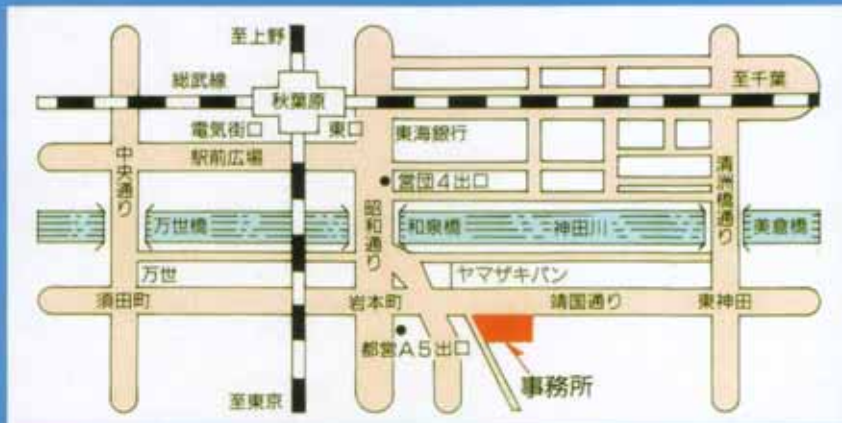 至上野
総武線
至千葉
秋葉原
電気街口
東口
東海銀行
駅前広場
中央通り
営団4出口
昭和通り
清洲橋通り
万世橋
和泉橋
神田川
美倉橋
万世
ヤマザキパン
須田町
岩本町
靖国通り
東神田
都営A5出口
事務所
至東京